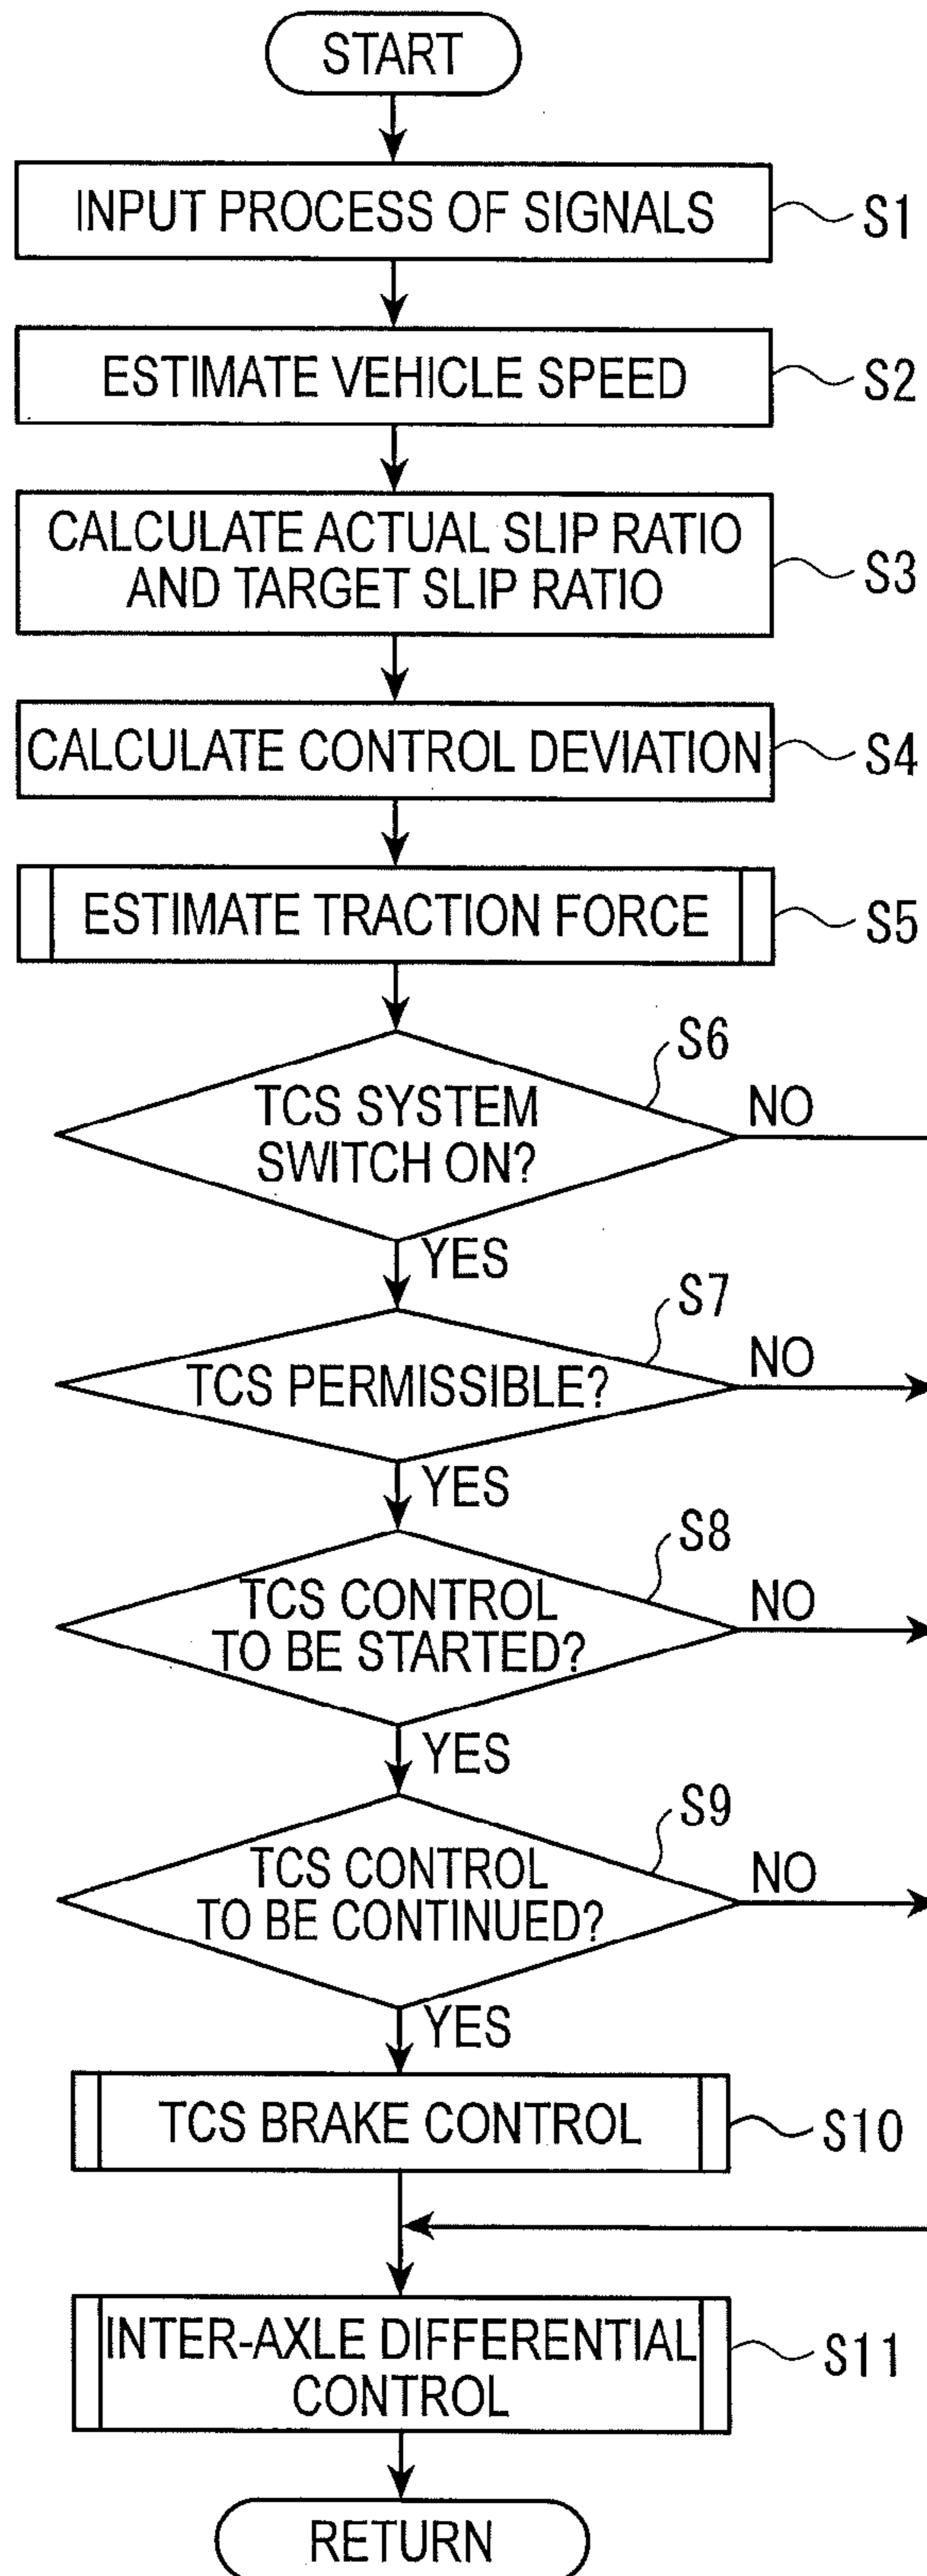 START
INPUT PROCESS OF SIGNALS
S1
ESTIMATE VEHICLE SPEED
S2
CALCULATE ACTUAL SLIP RATIO
AND TARGET SLIP RATIO
S3
CALCULATE CONTROL DEVIATION
S4
ESTIMATE TRACTION FORCE
S5
S6
TCS SYSTEM
SWITCH ON?
NO
YES
S7
TCS PERMISSIBLE?
NO
YES
S8
TCS CONTROL
TO BE STARTED?
NO
YES
S9
TCS CONTROL
TO BE CONTINUED?
NO
YES
TCS BRAKE CONTROL
S10
INTER-AXLE DIFFERENTIAL
CONTROL
S11
RETURN